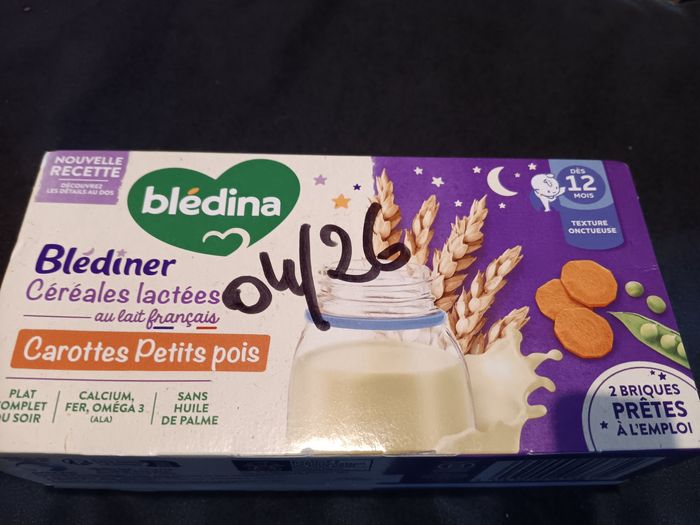 NOUVELLE
RECETTE
DÉCOUVREZ
LES DÉTAILS AU DOS
blédina
Blédiner
Céréales lactées
au lait français
Carottes Petits pois
PLAT
COMPLET
DU SOIR
CALCIUM,
FER, OMÉGA 3
(ALA)
SANS
HUILE
DE PALME
04/26
DÈS
12
MOIS
TEXTURE
ONCTUEUSE
2 BRIQUES
PRÊTES
À L'EMPLOI